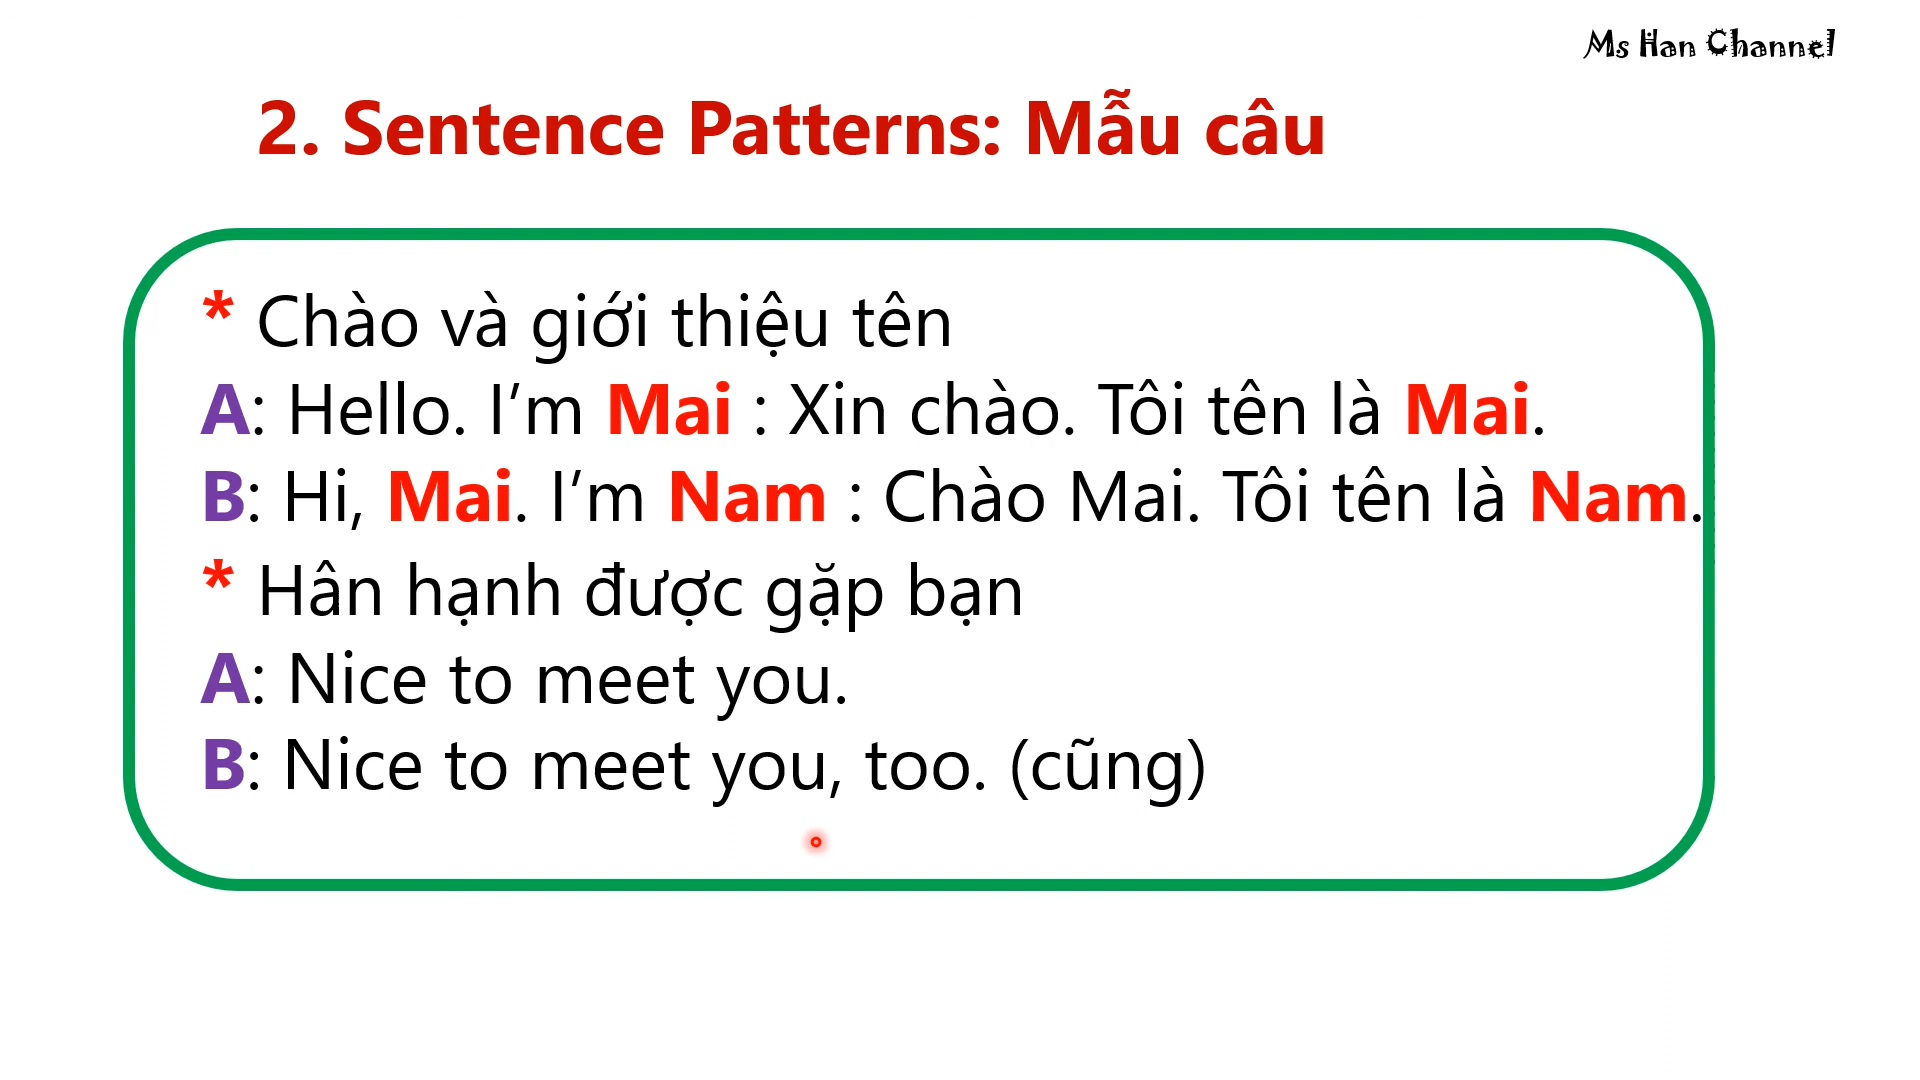 Ms Han Channel
2. Sentence Patterns: Mẫu câu
* Chào và giới thiệu tên
A: Hello. I’m Mai : Xin chào. Tôi tên là Mai.
B: Hi, Mai. I’m Nam : Chào Mai. Tôi tên là Nam.
* Hân hạnh được gặp bạn
A: Nice to meet you.
B: Nice to meet you, too. (cũng)